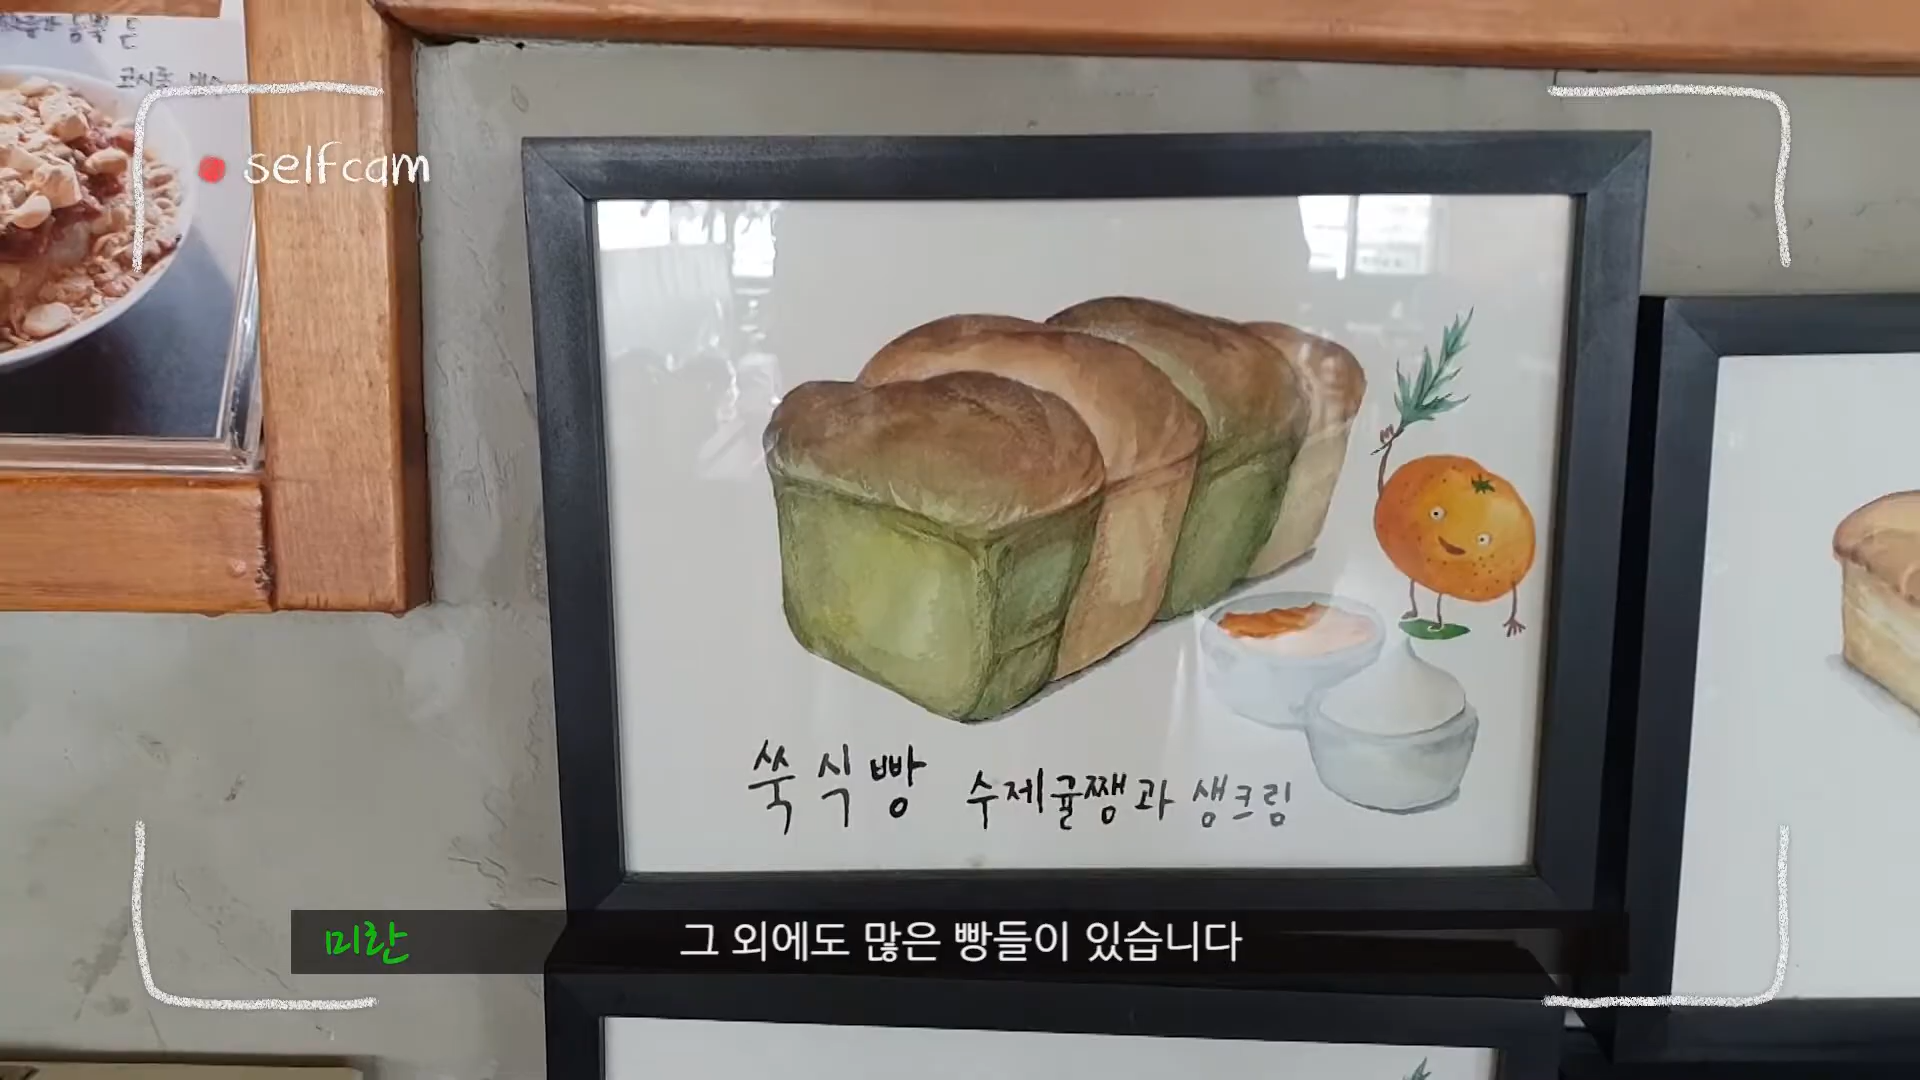 selfcam
쑥식빵 수제귤쨈과 생크림
미란 그 외에도 많은 빵들이 있습니다